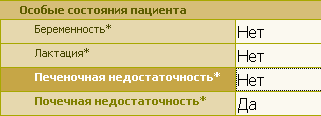 Особые состояния пациента
Беременность* Нет
Лактация* Нет
Печеночная недостаточность* Нет
Почечная недостаточность* Да